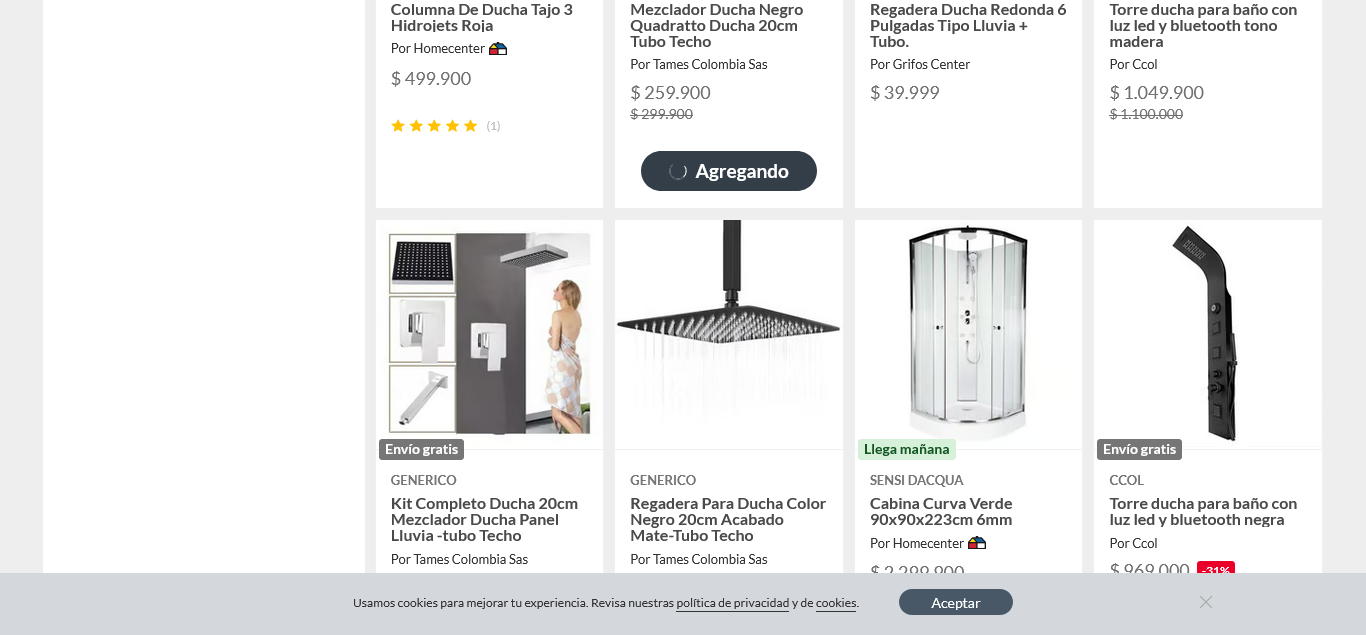 Columna De Ducha Tajo 3
Hidrojets Roja
Por Homecenter
$ 499.900
(1)
Mezclador Ducha Negro
Quadratto Ducha 20cm
Tubo Techo
Por Tames Colombia Sas
$ 259.900
$ 299.900
Agregando
Regadera Ducha Redonda 6
Pulgadas Tipo Lluvia +
Tubo.
Por Grifos Center
$ 39.999
Torre ducha para baño con
luz led y bluetooth tono
madera
Por Ccol
$ 1.049.900
$ 1.100.000
Envío gratis
GENERICO
Kit Completo Ducha 20cm
Mezclador Ducha Panel
Lluvia -tubo Techo
Por Tames Colombia Sas
GENERICO
Regadera Para Ducha Color
Negro 20cm Acabado
Mate-Tubo Techo
Por Tames Colombia Sas
Llega mañana
SENSI DACQUA
Cabina Curva Verde
90x90x223cm 6mm
Por Homecenter
$ 2.299.900
Envío gratis
CCOL
Torre ducha para baño con
luz led y bluetooth negra
Por Ccol
$ 969.000 -31%
Usamos cookies para mejorar tu experiencia. Revisa nuestras política de privacidad y de cookies.
Aceptar